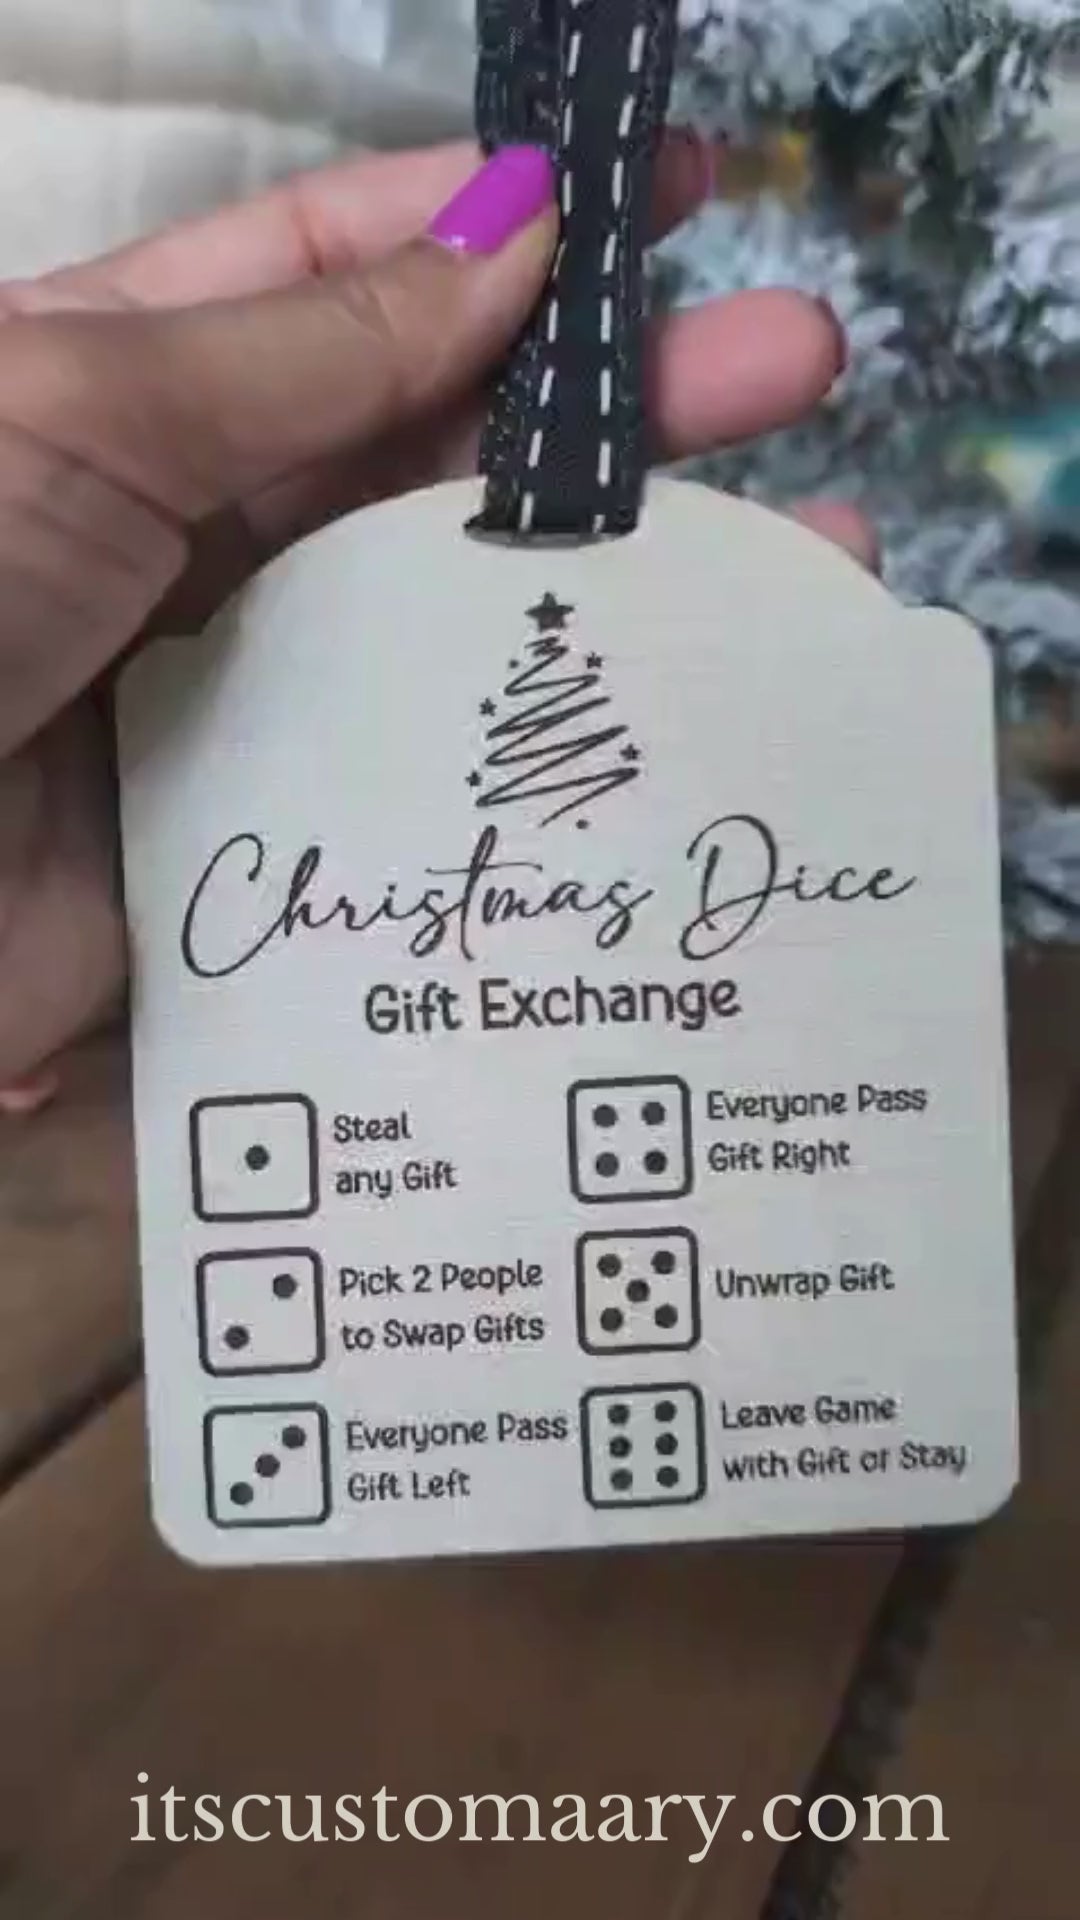 Christmas Dice
Gift Exchange
Steal
any Gift
Pick 2 People
to Swap Gifts
Everyone Pass
Gift Left
Everyone Pass
Gift Right
Unwrap Gift
Leave Game
with Gift or Stay
itscustomaary.com